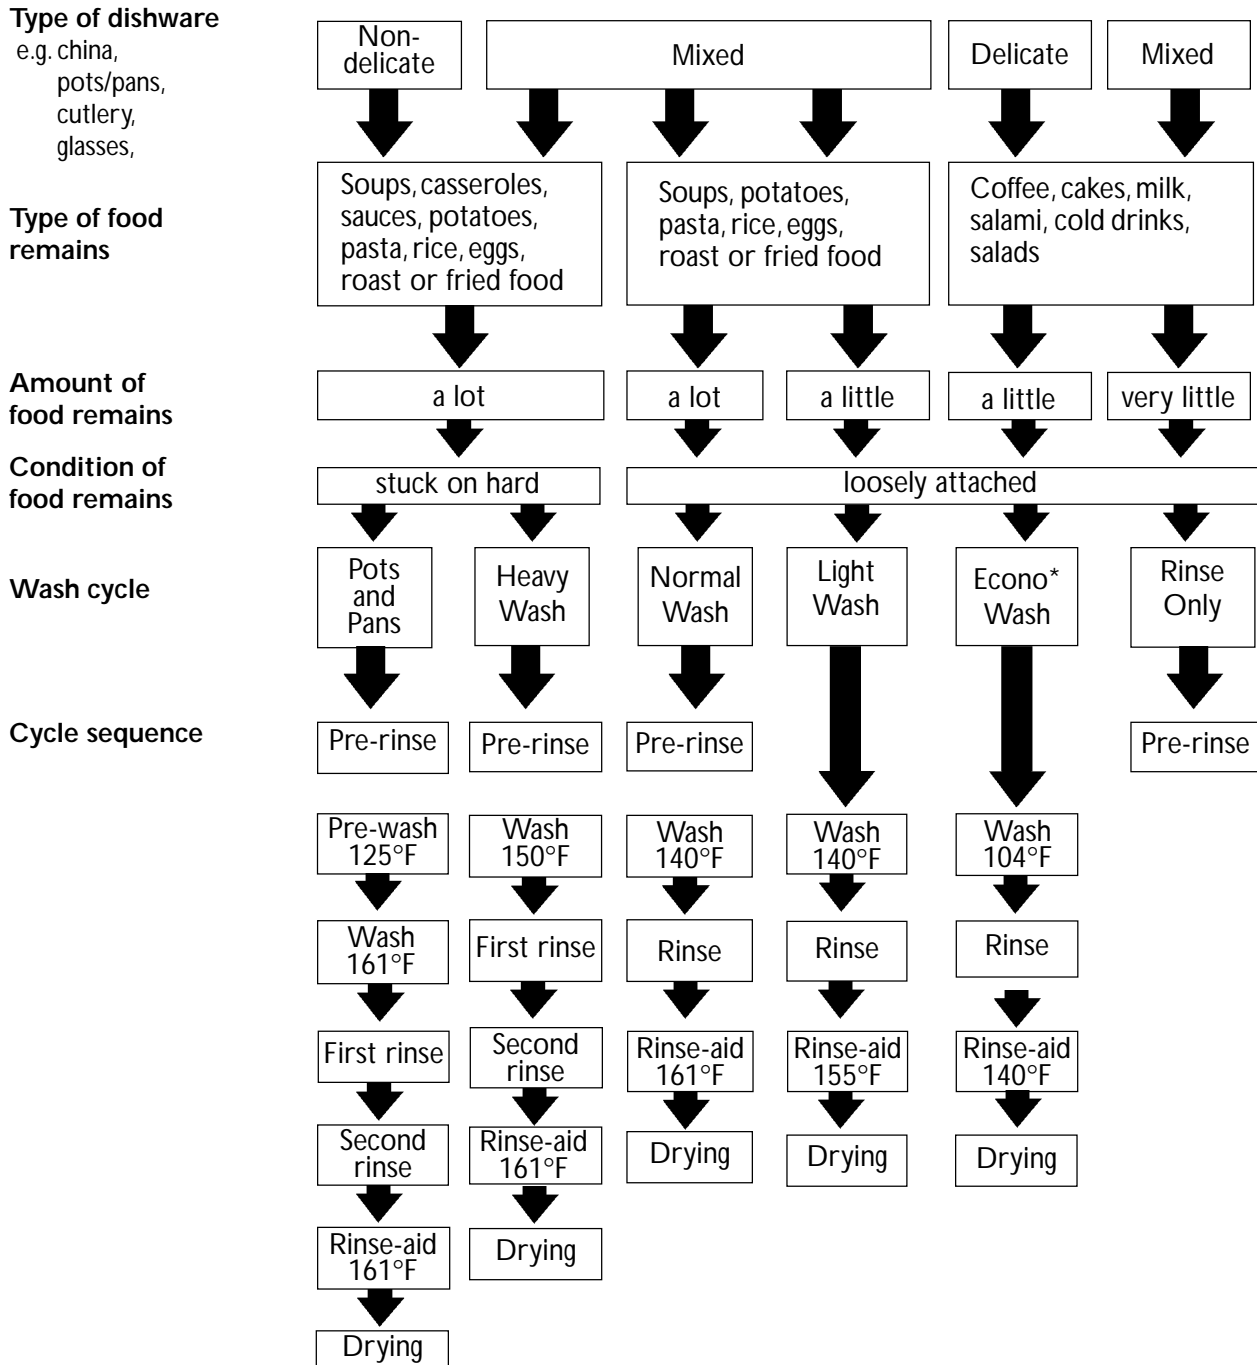 Type of dishware
e.g. china,
pots/pans,
cutlery,
glasses,
Non-
delicate
Mixed
Delicate
Mixed
Type of food
remains
Soups, casseroles,
sauces, potatoes,
pasta, rice, eggs,
roast or fried food
Soups, potatoes,
pasta, rice, eggs,
roast or fried food
Coffee, cakes, milk,
salami, cold drinks,
salads
Amount of
food remains
a lot
a lot
a little
a little
very little
Condition of
food remains
stuck on hard
loosely attached
Wash cycle
Pots
and
Pans
Heavy
Wash
Normal
Wash
Light
Wash
Econo*
Wash
Rinse
Only
Cycle sequence
Pre-rinse
Pre-rinse
Pre-rinse
Pre-rinse
Pre-wash
125°F
Wash
150°F
Wash
140°F
Wash
140°F
Wash
104°F
Wash
161°F
First rinse
Rinse
Rinse
Rinse
First rinse
Second
rinse
Rinse-aid
161°F
Rinse-aid
155°F
Rinse-aid
140°F
Second
rinse
Rinse-aid
161°F
Drying
Drying
Drying
Rinse-aid
161°F
Drying
Drying